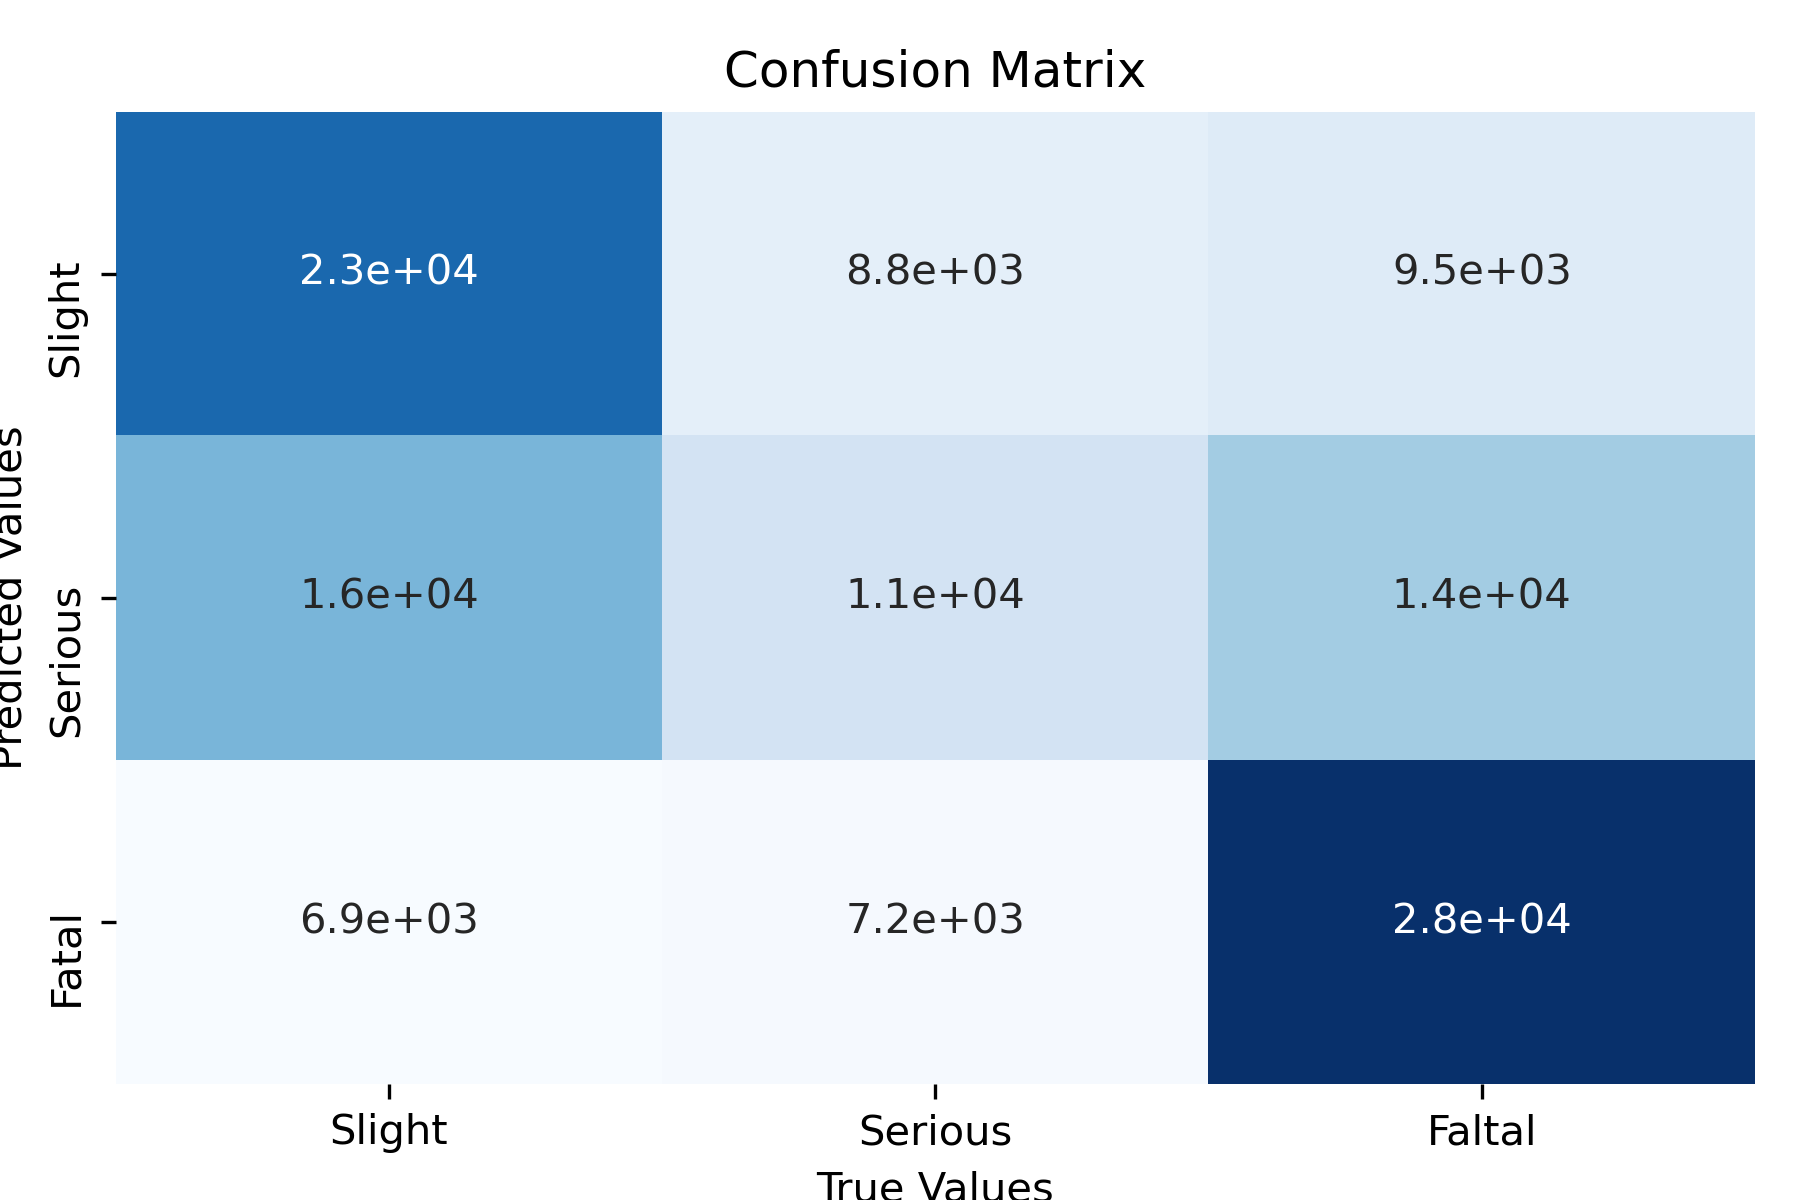 Confusion Matrix
Slight
2.3e+04
8.8e+03
9.5e+03
Predicted Values
Serious
1.6e+04
1.1e+04
1.4e+04
Fatal
6.9e+03
7.2e+03
2.8e+04
Slight
Serious
Faltal
True Values